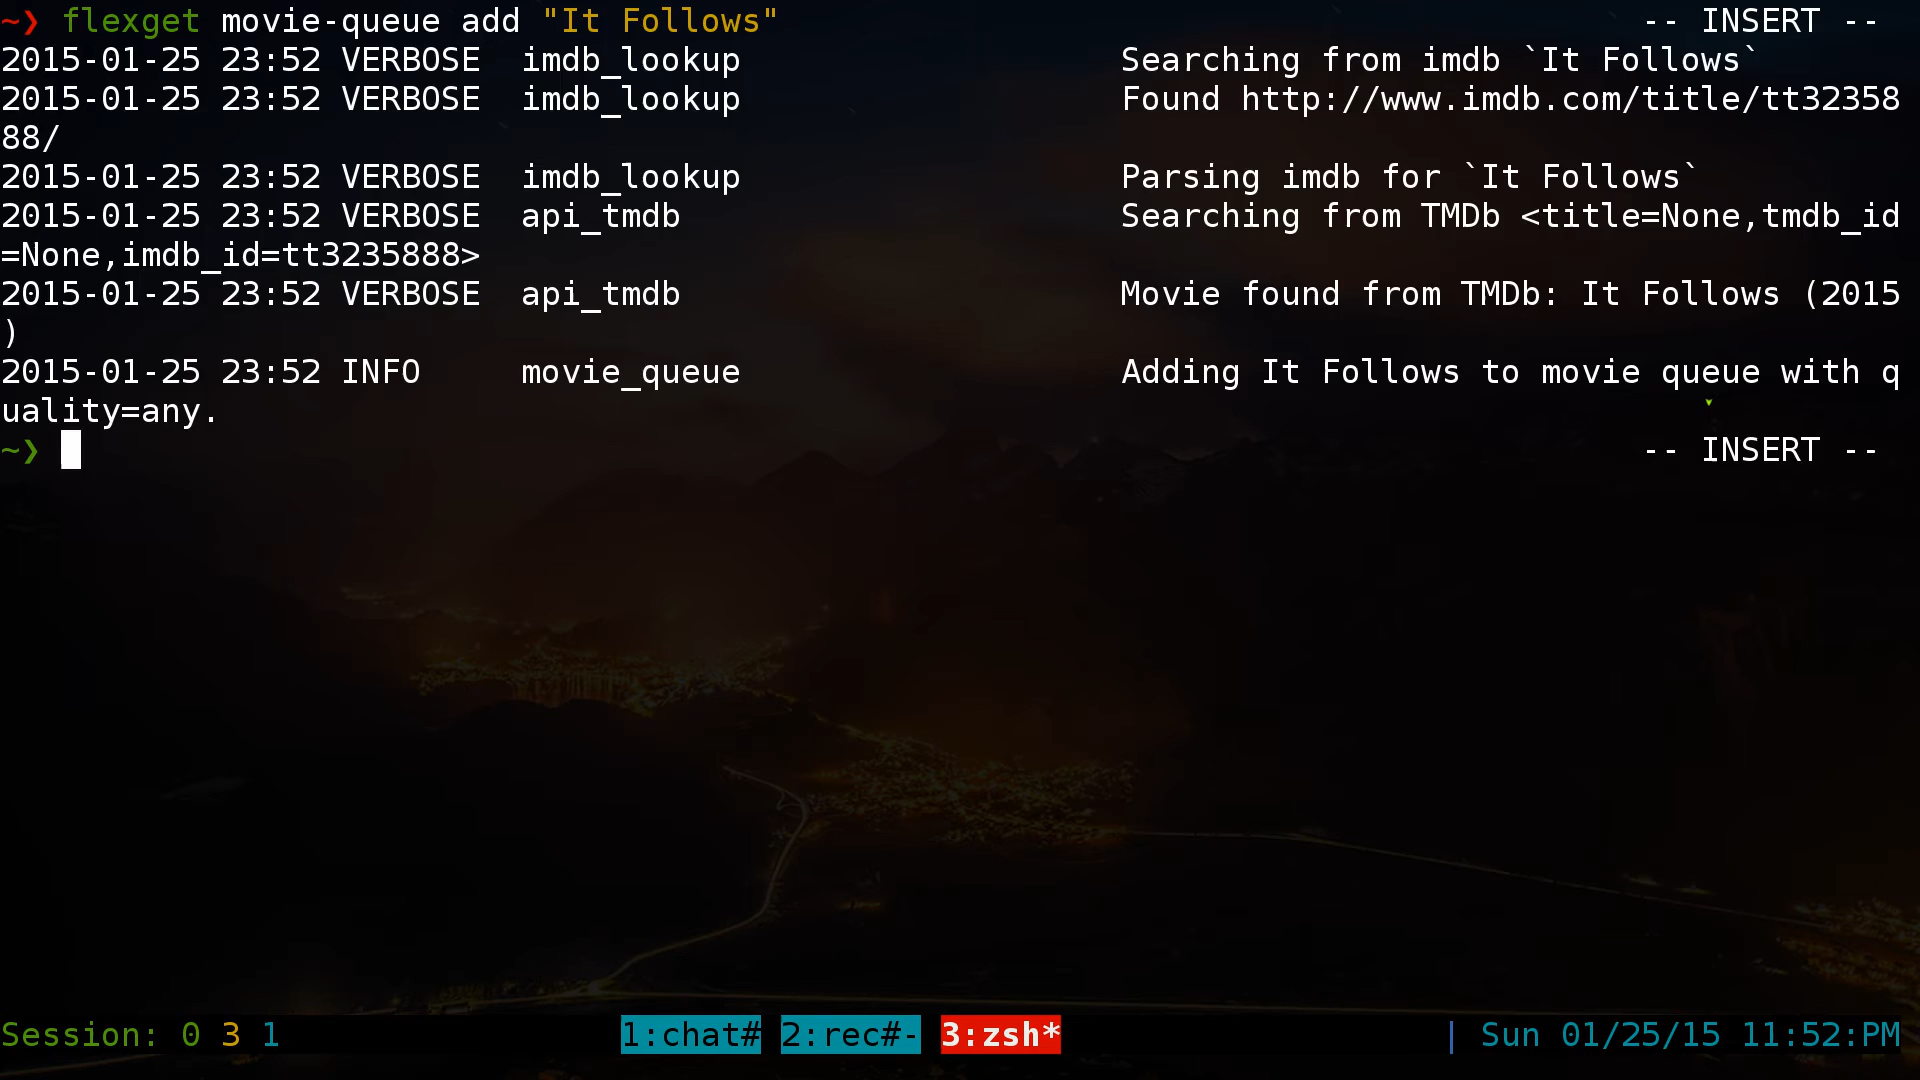 ~❯ flexget movie-queue add "It Follows" -- INSERT --
2015-01-25 23:52 VERBOSE  imdb_lookup                   Searching from imdb `It Follows`
2015-01-25 23:52 VERBOSE  imdb_lookup                   Found http://www.imdb.com/title/tt32358
88/
2015-01-25 23:52 VERBOSE  imdb_lookup                   Parsing imdb for `It Follows`
2015-01-25 23:52 VERBOSE  api_tmdb                      Searching from TMDb <title=None,tmdb_id
=None,imdb_id=tt3235888>
2015-01-25 23:52 VERBOSE  api_tmdb                      Movie found from TMDb: It Follows (2015
)
2015-01-25 23:52 INFO     movie_queue                   Adding It Follows to movie queue with q
uality=any.
~❯ -- INSERT --
Session: 0 3 1 1:chat# 2:rec#- 3:zsh* | Sun 01/25/15 11:52:PM